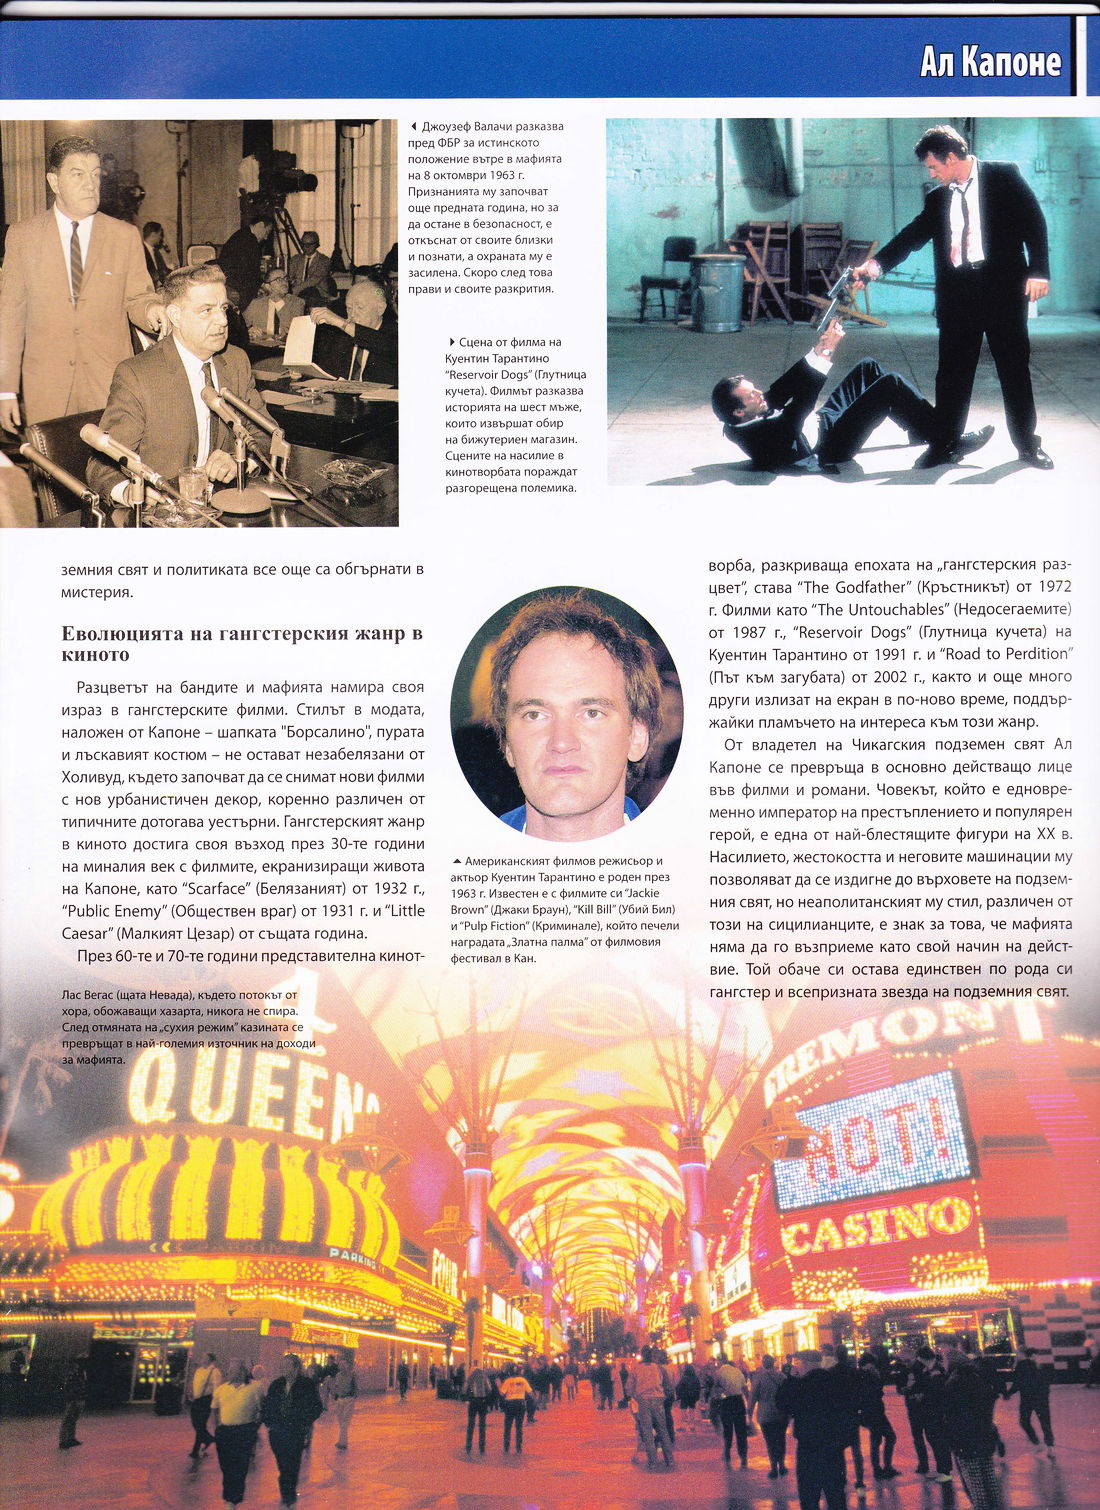 Ал Капоне
Джоузеф Валачи разказва
пред ФБР за истинското
положение вътре в мафията
на 8 октомври 1963 г.
Признанията му започват
още предната година, но за
да остане в безопасност, е
откъснат от своите близки
и познати, а охраната му е
засилена. Скоро след това
прави и своите разкрития.
Сцена от филма на
Куентин Тарантино
"Reservoir Dogs" (Глутница
кучета). Филмът разказва
историята на шест мъже,
които извършат обир
на бижутериен магазин.
Сцените на насилие в
кинотворбата пораждат
разгорещена полемика.
земния свят и политиката все още са обгърнати в
мистерия.
Еволюцията на гангстерския жанр в
киното
Разцветът на бандите и мафията намира своя
израз в гангстерските филми. Стилът в модата,
наложен от Капоне – шапката "Борсалино", пурата
и лъскавият костюм – не остават незабелязани от
Холивуд, където започват да се снимат нови филми
с нов урбанистичен декор, коренно различен от
типичните дотогава уестърни. Гангстерският жанр
в киното достига своя възход през 30-те години
на миналия век с филмите, екранизиращи живота
на Капоне, като "Scarface" (Белязаният) от 1932 г.,
"Public Enemy" (Обществен враг) от 1931 г. и "Little
Caesar" (Малкият Цезар) от същата година.
През 60-те и 70-те години представителна кинот-
Американският филмов режисьор и
актьор Куентин Тарантино е роден през
1963 г. Известен е с филмите си "Jackie
Brown" (Джаки Браун), "Kill Bill" (Убий Бил)
и "Pulp Fiction" (Криминале), който печели
наградата „Златна палма" от филмовия
фестивал в Кан.
ворба, разкриваща епохата на „гангстерския раз-
цвет", става "The Godfather" (Кръстникът) от 1972
г. Филми като "The Untouchables" (Недосегаемите)
от 1987 г., "Reservoir Dogs" (Глутница кучета) на
Куентин Тарантино от 1991 г. и "Road to Perdition"
(Път към загубата) от 2002 г., както и още много
други излизат на екран в по-ново време, поддър-
жайки пламъчето на интереса към този жанр.
От владетел на Чикагския подземен свят Ал
Капоне се превръща в основно действащо лице
във филми и романи. Човекът, който е едновре-
менно император на престъплението и популярен
герой, е една от най-блестящите фигури на XX в.
Насилието, жестокостта и неговите машинации му
позволяват да се издигне до върховете на подзем-
ния свят, но неаполитанският му стил, различен от
този на сицилианците, е знак за това, че мафията
няма да го възприеме като свой начин на дейст-
вие. Той обаче си остава единствен по рода си
гангстер и всепризната звезда на подземния свят.
Лас Вегас (щата Невада), където потокът от
хора, обожаващи хазарта, никога не спира.
След отмяната на „сухия режим" казината се
превръщат в най-големия източник на доходи
за мафията.
QUEEN
FREMONT
HOT!
CASINO
PARKING
FOUR